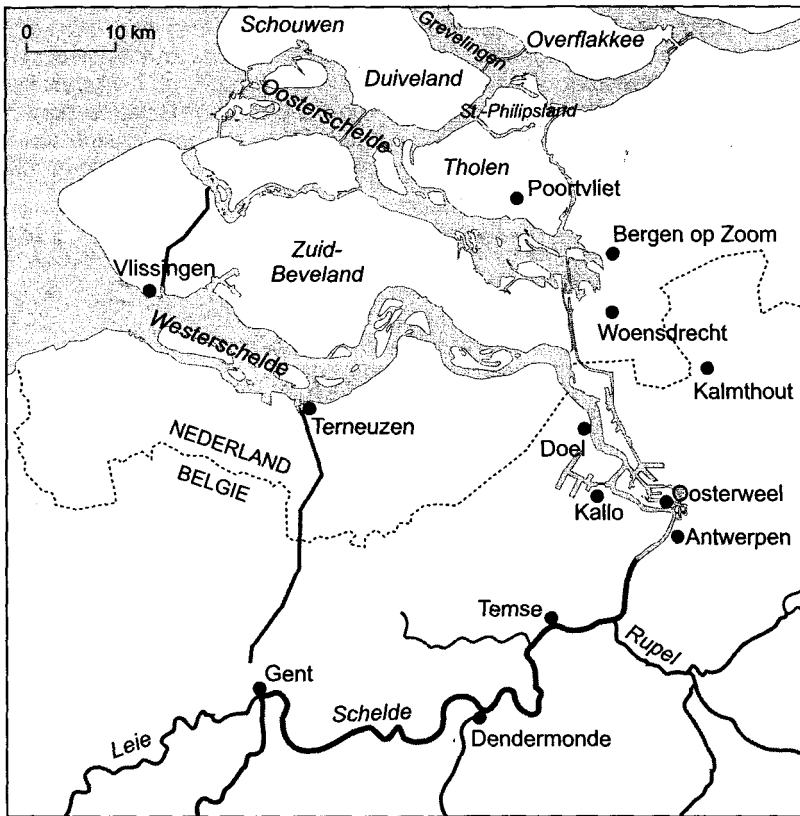 Schouwen
0 10 km
Grevelingen
Overflakkee
Duiveland
Oosterschelde
St.-Philipsland
Tholen
Poortvliet
Bergen op Zoom
Zuid-
Beveland
Vlissingen
Westerschelde
Woensdrecht
Kalmthout
Terneuzen
NEDERLAND
BELGIE
Doel
Kallo
Oosterweel
Antwerpen
Temse
Rupel
Gent
Schelde
Leie
Dendermonde